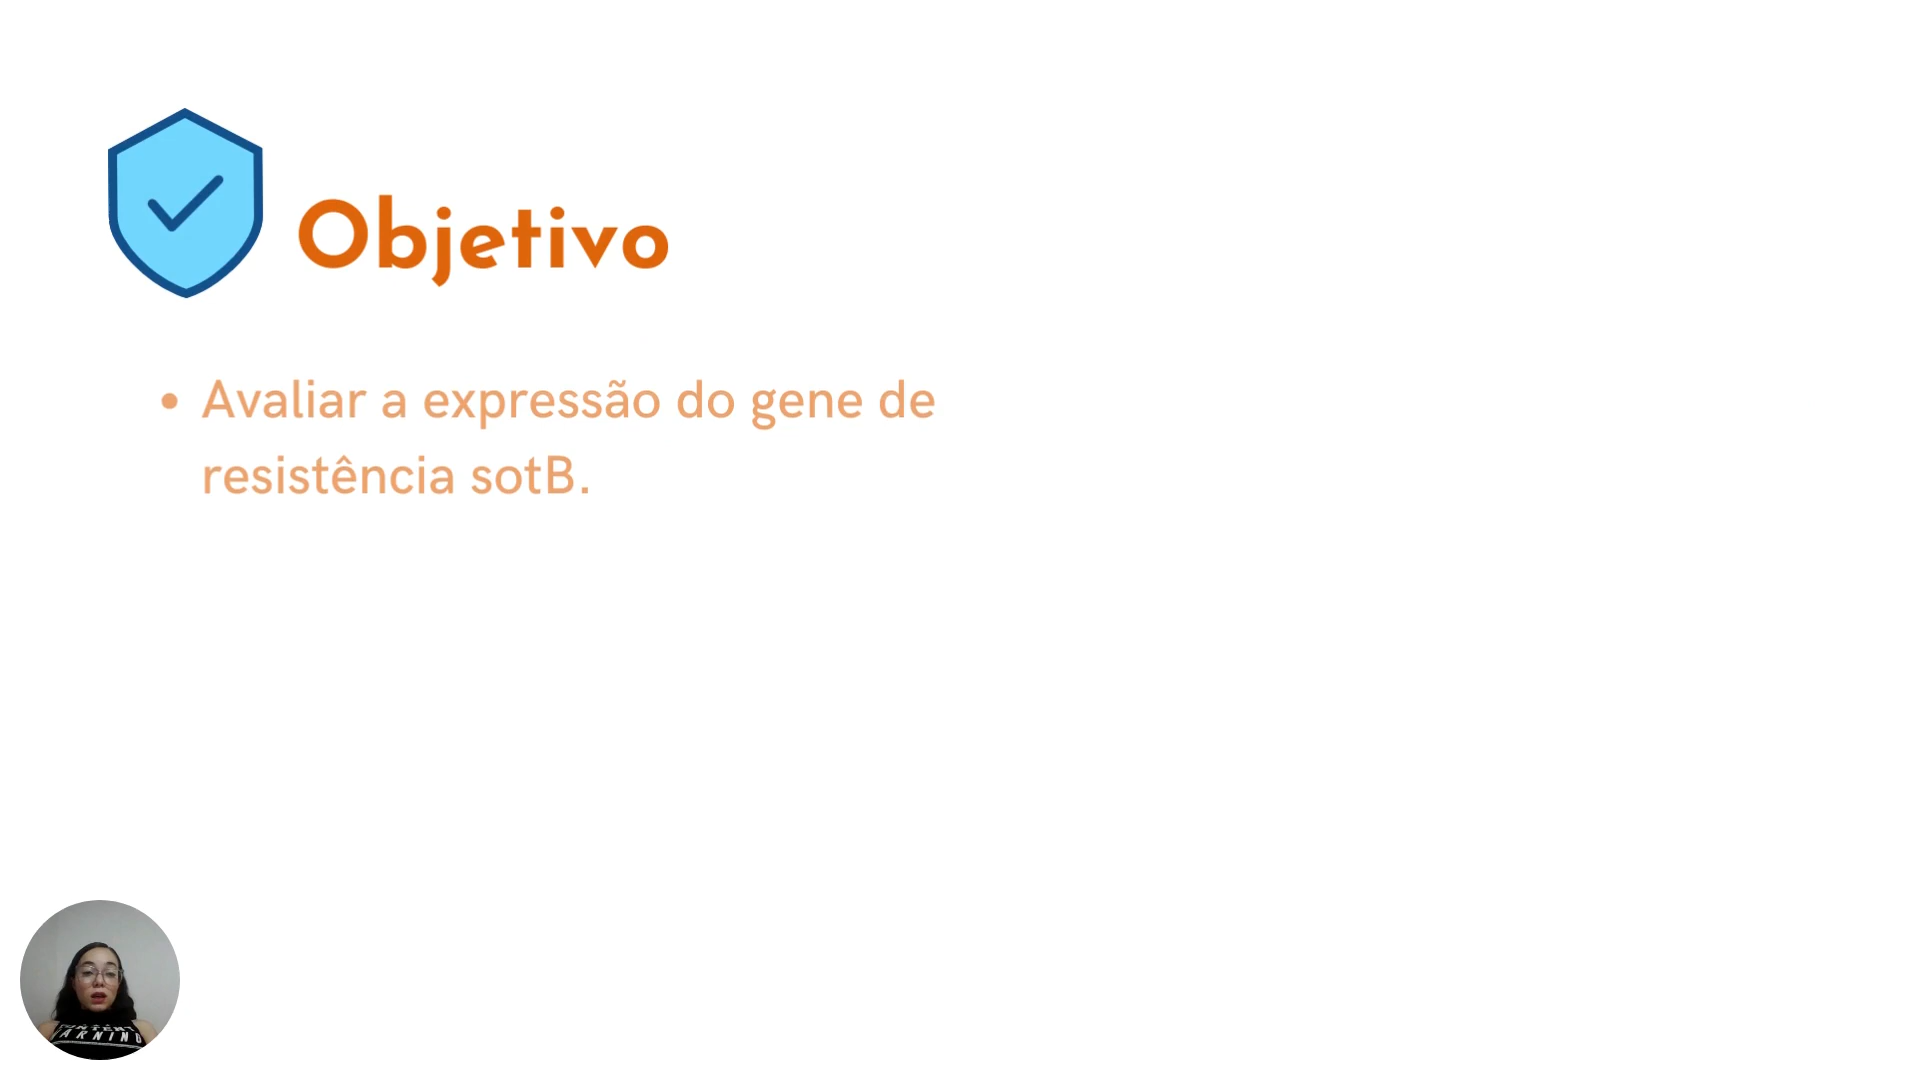 Objetivo
• Avaliar a expressão do gene de
resistência sotB.